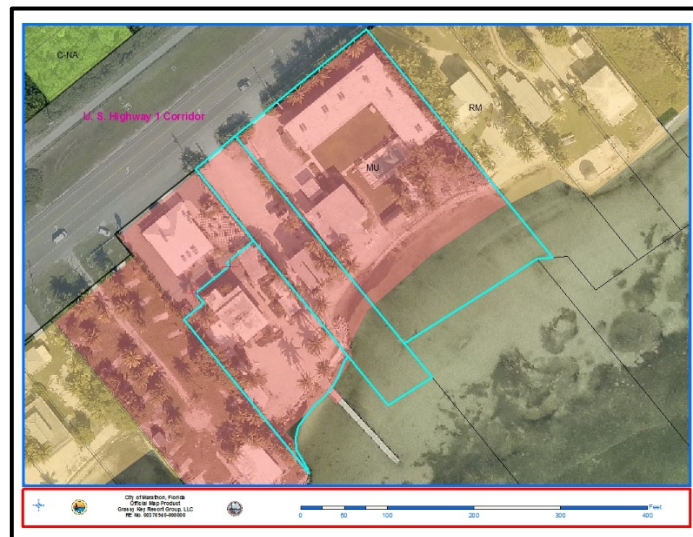 C-NA
U. S. Highway 1 Corridor
RM
MU
City of Marathon, Florida
Official Map Product
Grassy Key Resort Group, LLC
Feet
0 25 50 100 200 300 400